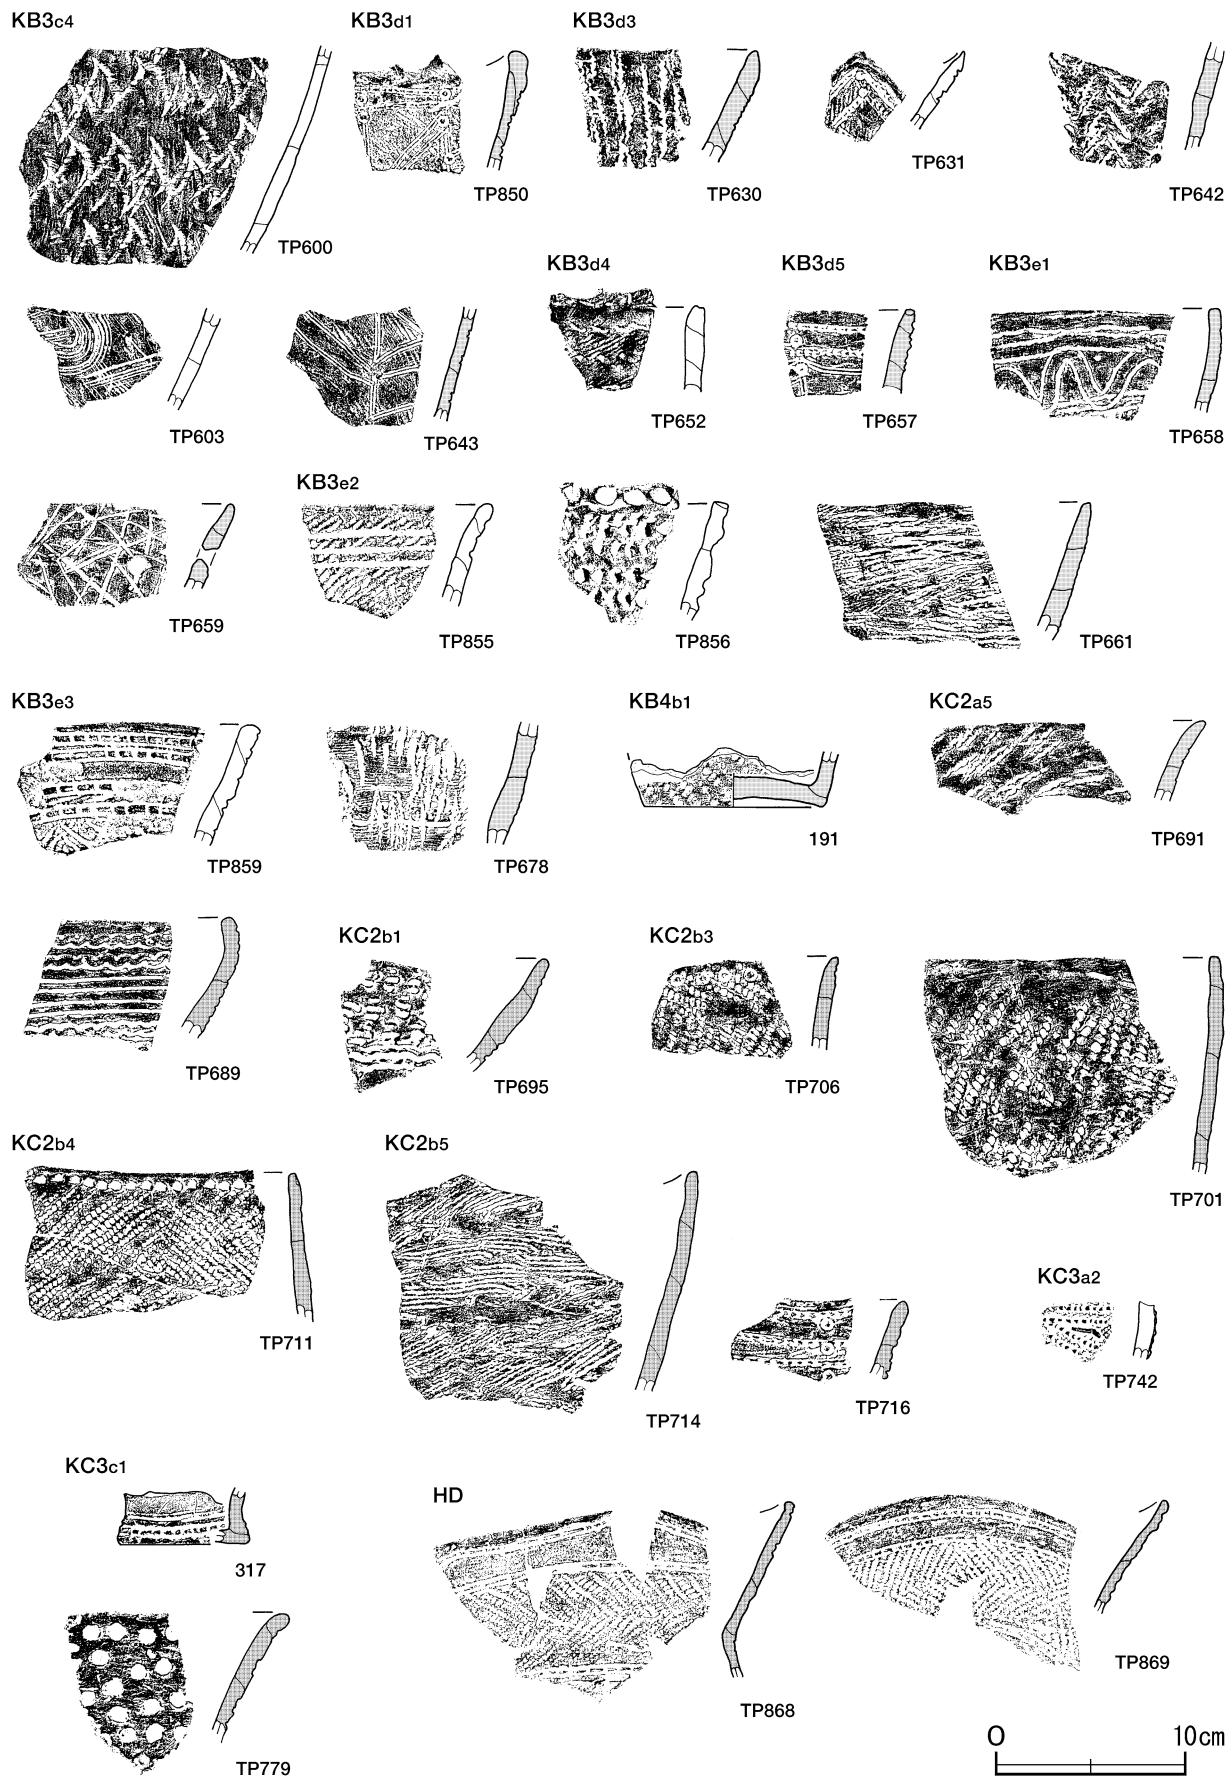 KB3c4
KB3d1
KB3d3
TP600
TP850
TP630
TP631
TP642
KB3d4
KB3d5
KB3e1
TP603
TP643
TP652
TP657
TP658
KB3e2
TP659
TP855
TP856
TP661
KB3e3
KB4b1
KC2a5
TP859
TP678
191
TP691
KC2b1
KC2b3
TP689
TP695
TP706
TP701
KC2b4
KC2b5
TP711
TP714
TP716
KC3a2
TP742
KC3c1
HD
317
TP779
TP868
TP869
0 10cm